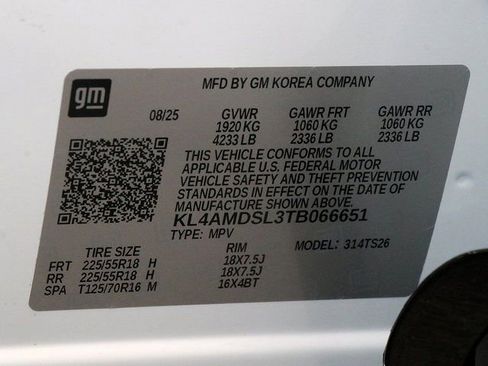 gm
MFD BY GM KOREA COMPANY
08/25 GVWR GAWR FRT GAWR RR
1920 KG 1060 KG 1060 KG
4233 LB 2336 LB 2336 LB
THIS VEHICLE CONFORMS TO ALL
APPLICABLE U.S. FEDERAL MOTOR
VEHICLE SAFETY AND THEFT PREVENTION
STANDARDS IN EFFECT ON THE DATE OF
MANUFACTURE SHOWN ABOVE.
KL4AMDSL3TB066651
TYPE: MPV MODEL: 314TS26
TIRE SIZE RIM
FRT 225/55R18 H 18X7.5J
RR 225/55R18 H 18X7.5J
SPA T125/70R16 M 16X4BT